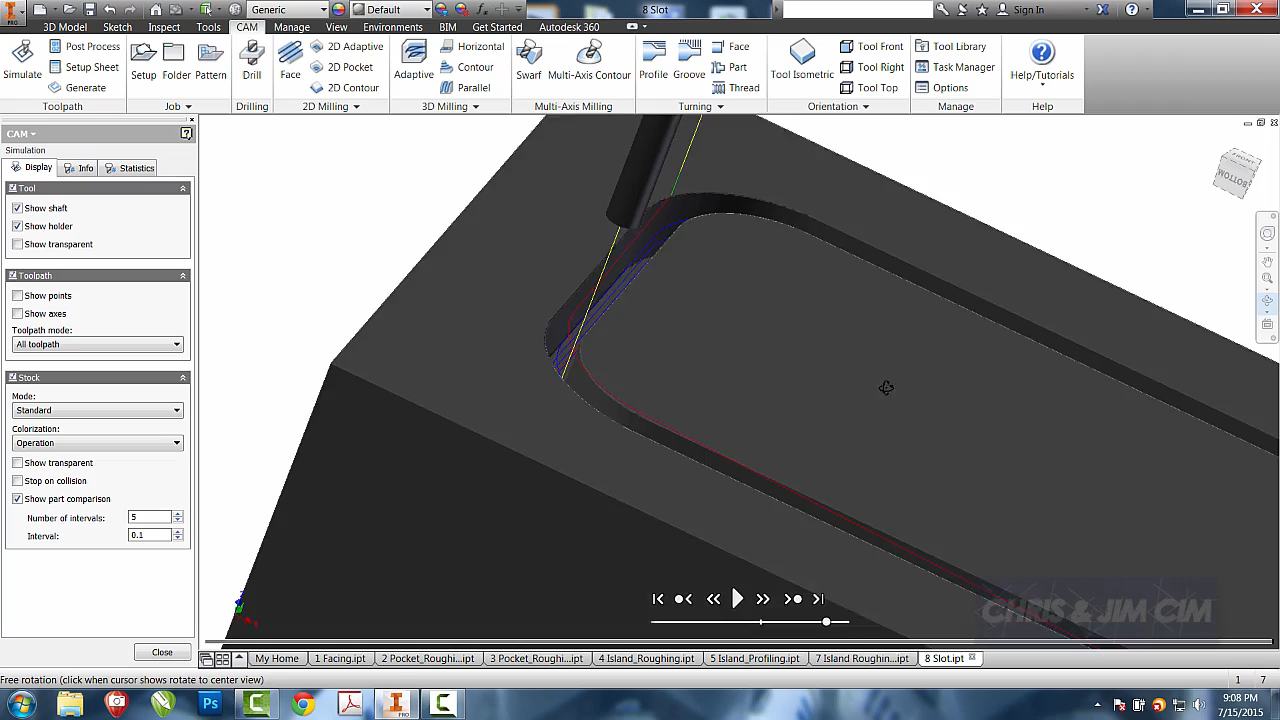 Generic
Default
8 Slot
Sign In
PRO
3D Model Sketch Inspect Tools CAM Manage View Environments BIM Get Started Autodesk 360
Simulate
Post Process
Setup Sheet
Generate
Toolpath
Setup
Folder
Job
Drill
Drilling
Face
2D Adaptive
2D Pocket
2D Contour
2D Milling
Adaptive
Horizontal
Contour
Parallel
3D Milling
Swarf
Multi-Axis Contour
Multi-Axis Milling
Profile
Groove
Face
Part
Thread
Turning
Tool Isometric
Tool Front
Tool Right
Tool Top
Orientation
Tool Library
Task Manager
Options
Manage
Help/Tutorials
Help
CAM
Simulation
Display Info Statistics
Tool
Show shaft
Show holder
Show transparent
Toolpath
Show points
Show axes
Toolpath mode:
All toolpath
Stock
Mode:
Standard
Colorization:
Operation
Show transparent
Stop on collision
Show part comparison
Number of intervals: 5
Interval: 0.1
Close
FRONT
BOTTOM
CHRIS & JIM CIM
My Home 1 Facing.ipt 2 Pocket_Roughi...ipt 3 Pocket_Roughi...ipt 4 Island_Roughing.ipt 5 Island_Profiling.ipt 7 Island Roughin...ipt 8 Slot.ipt
Free rotation (click when cursor shows rotate to center view)
1 7
Ps
PRO
9:08 PM
7/15/2015